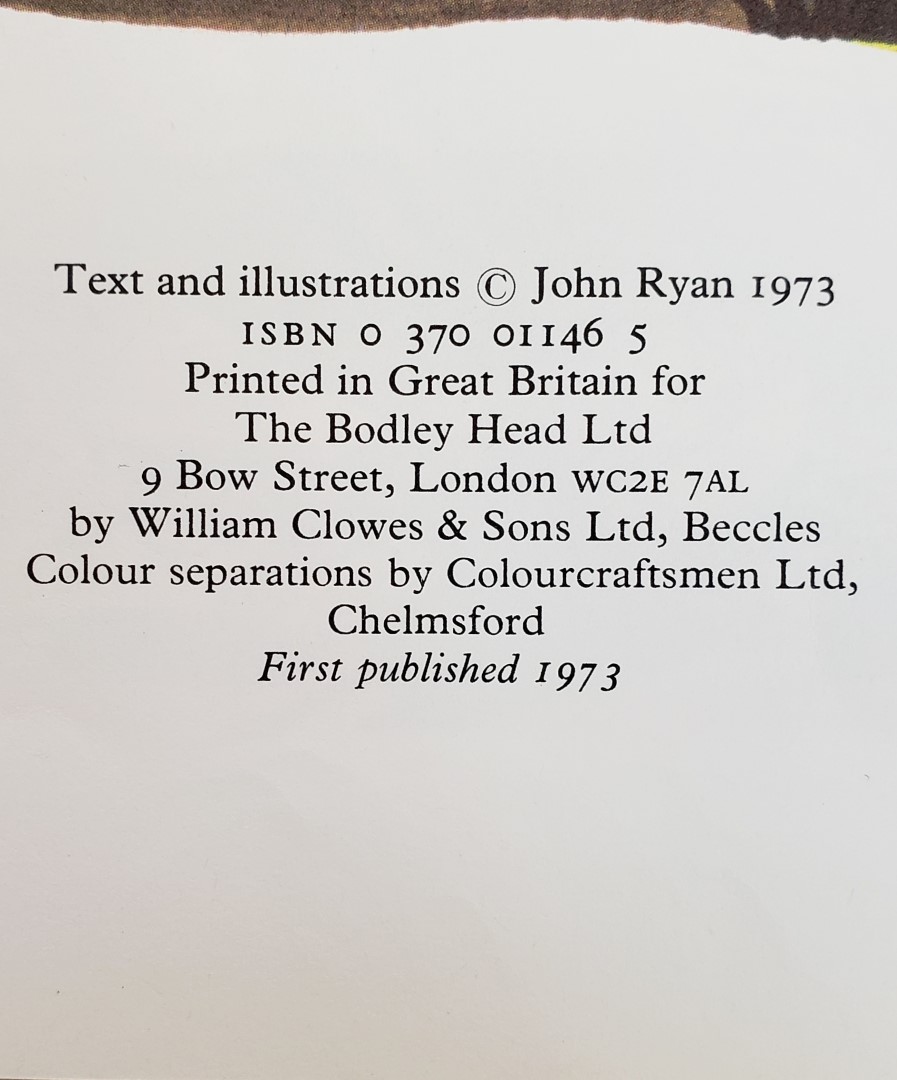 Text and illustrations © John Ryan 1973
ISBN 0 370 01146 5
Printed in Great Britain for
The Bodley Head Ltd
9 Bow Street, London WC2E 7AL
by William Clowes & Sons Ltd, Beccles
Colour separations by Colourcraftsmen Ltd,
Chelmsford
First published 1973